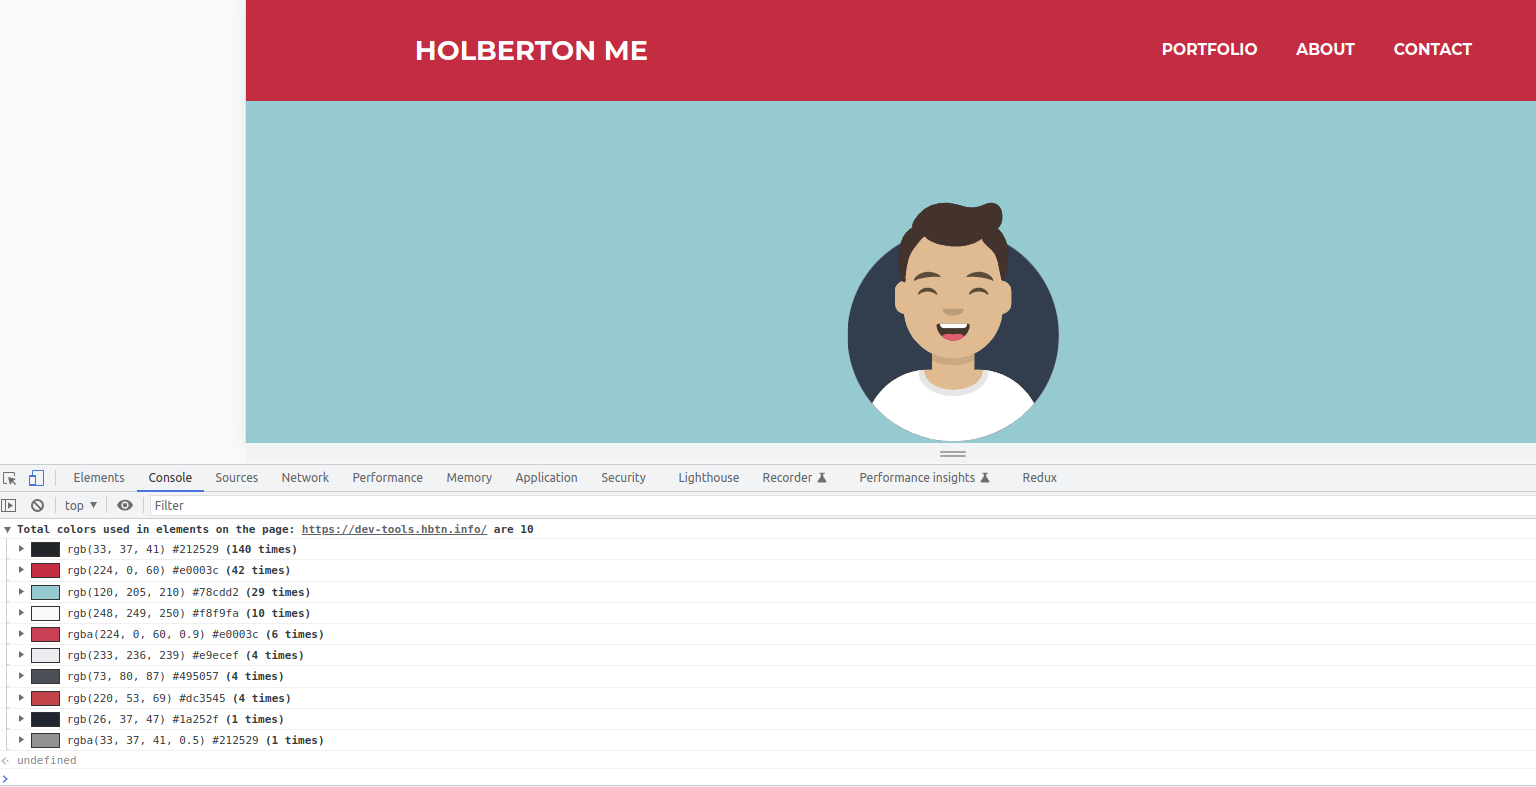 HOLBERTON ME PORTFOLIO ABOUT CONTACT
Elements Console Sources Network Performance Memory Application Security Lighthouse Recorder Performance insights Redux
top ▼ Filter
▼ Total colors used in elements on the page: https://dev-tools.hbtn.info/ are 10
▶ rgb(33, 37, 41) #212529 (140 times)
▶ rgb(224, 0, 60) #e0003c (42 times)
▶ rgb(120, 205, 210) #78cdd2 (29 times)
▶ rgb(248, 249, 250) #f8f9fa (10 times)
▶ rgba(224, 0, 60, 0.9) #e0003c (6 times)
▶ rgb(233, 236, 239) #e9ecef (4 times)
▶ rgb(73, 80, 87) #495057 (4 times)
▶ rgb(220, 53, 69) #dc3545 (4 times)
▶ rgb(26, 37, 47) #1a252f (1 times)
▶ rgba(33, 37, 41, 0.5) #212529 (1 times)
undefined